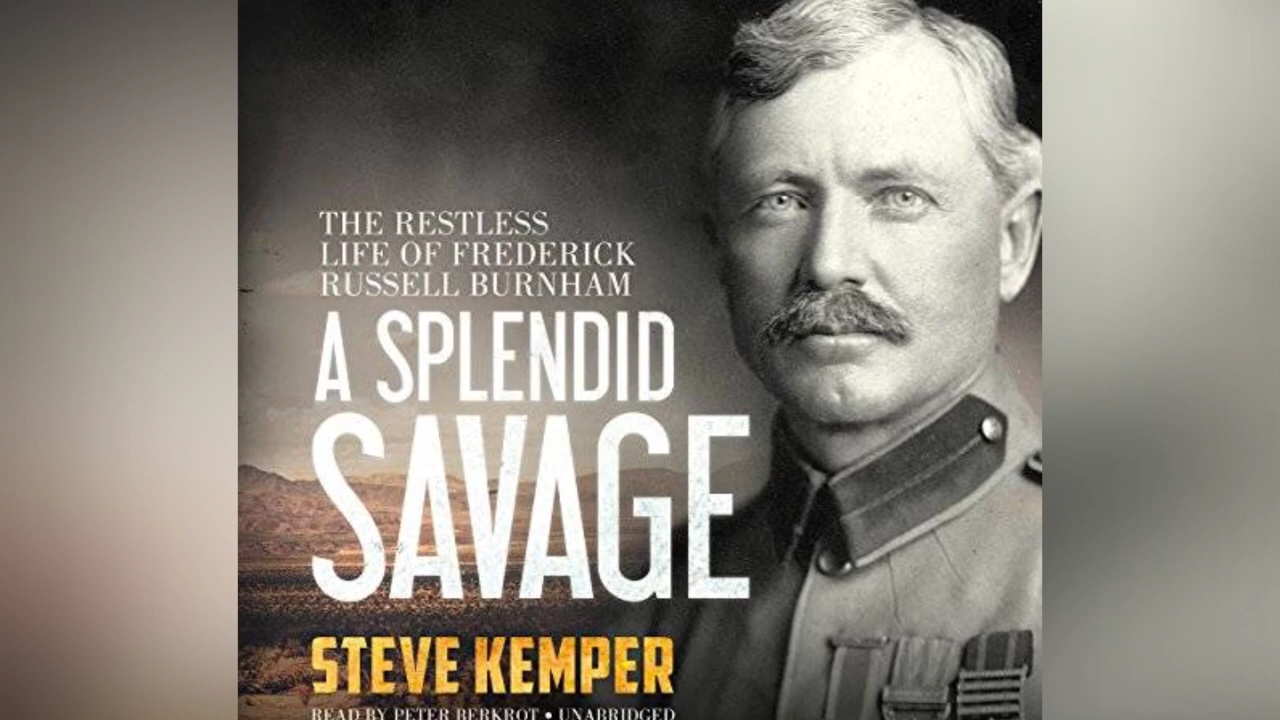 THE RESTLESS
LIFE OF FREDERICK
RUSSELL BURNHAM
A SPLENDID
SAVAGE
STEVE KEMPER
READ BY PETER BERKROT • UNABRIDGED